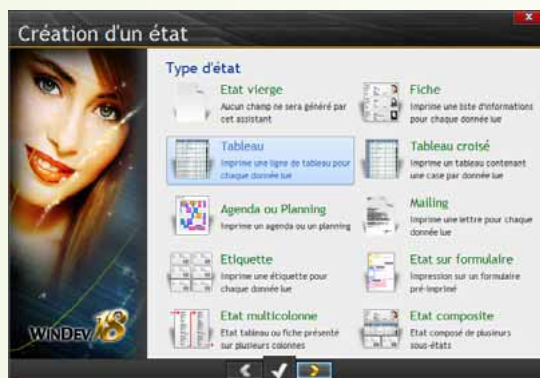 Création d'un état
Type d'état
Etat vierge
Aucun champ ne sera généré par
cet assistant
Fiche
Imprime une liste d'informations
pour chaque donnée lue
Tableau
Imprime une ligne de tableau pour
chaque donnée lue
Tableau croisé
Imprime un tableau contenant
une case par donnée lue
Agenda ou Planning
Imprime un agenda ou un planning
Mailing
Imprime une lettre pour chaque
donnée lue
Etiquette
Imprime une étiquette pour
chaque donnée lue
Etat sur formulaire
Impression sur un formulaire
pré-imprimé
Etat multicolonne
Etat tableau ou fiche présenté
sur plusieurs colonnes
Etat composite
Etat composé de plusieurs
sous-états
WINDEV 18